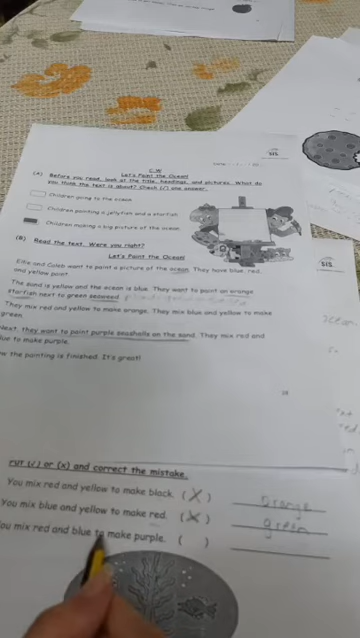 SIS
C.W
Let's Paint the Ocean!
(A) Before you read, look at the title, headings, and pictures. What do
you think the text is about? Check (✓) one answer.
Children going to the ocean
Children painting a jellyfish and a starfish
Children making a big picture of the ocean
(B) Read the text. Were you right?
Let's Paint the Ocean!
Ellie and Caleb want to paint a picture of the ocean. They have blue, red,
and yellow paint.
The sand is yellow and the ocean is blue. They want to paint an orange
starfish next to green seaweed.
They mix red and yellow to make orange. They mix blue and yellow to make
green.
Next, they want to paint purple seashells on the sand. They mix red and
blue to make purple.
the painting is finished. It's great!
SIS
Put (✓) or (x) and correct the mistake.
You mix red and yellow to make black. (X) orange
You mix blue and yellow to make red. (X) green
You mix red and blue to make purple. ( )